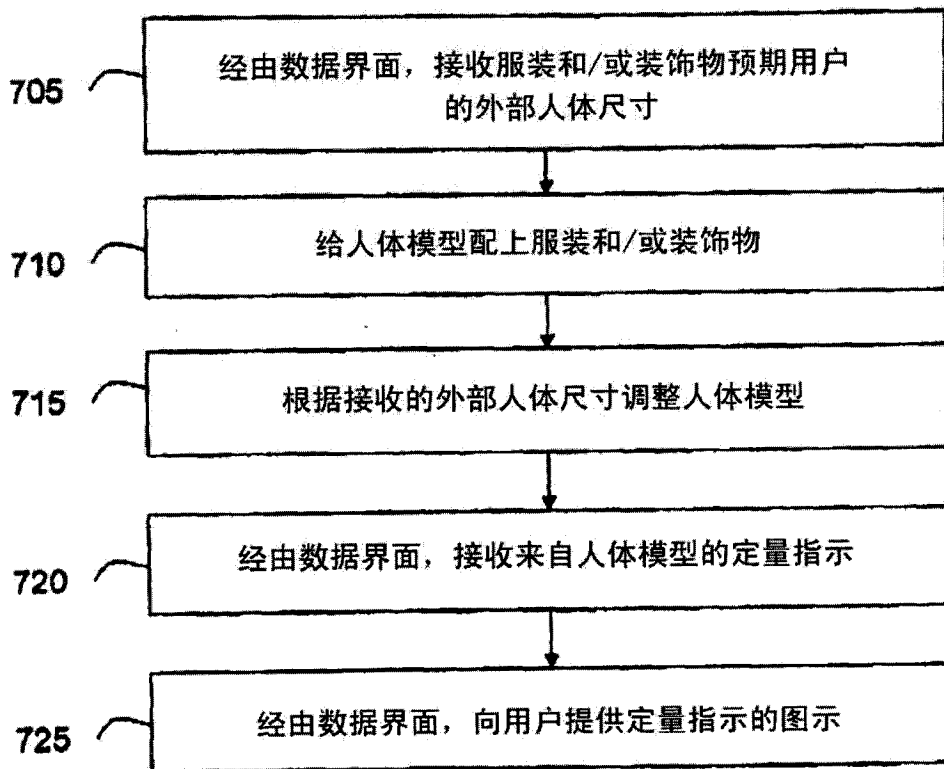 705
经由数据界面，接收服装和/或装饰物预期用户
的外部人体尺寸
710
给人体模型配上服装和/或装饰物
715
根据接收的外部人体尺寸调整人体模型
720
经由数据界面，接收来自人体模型的定量指示
725
经由数据界面，向用户提供定量指示的图示